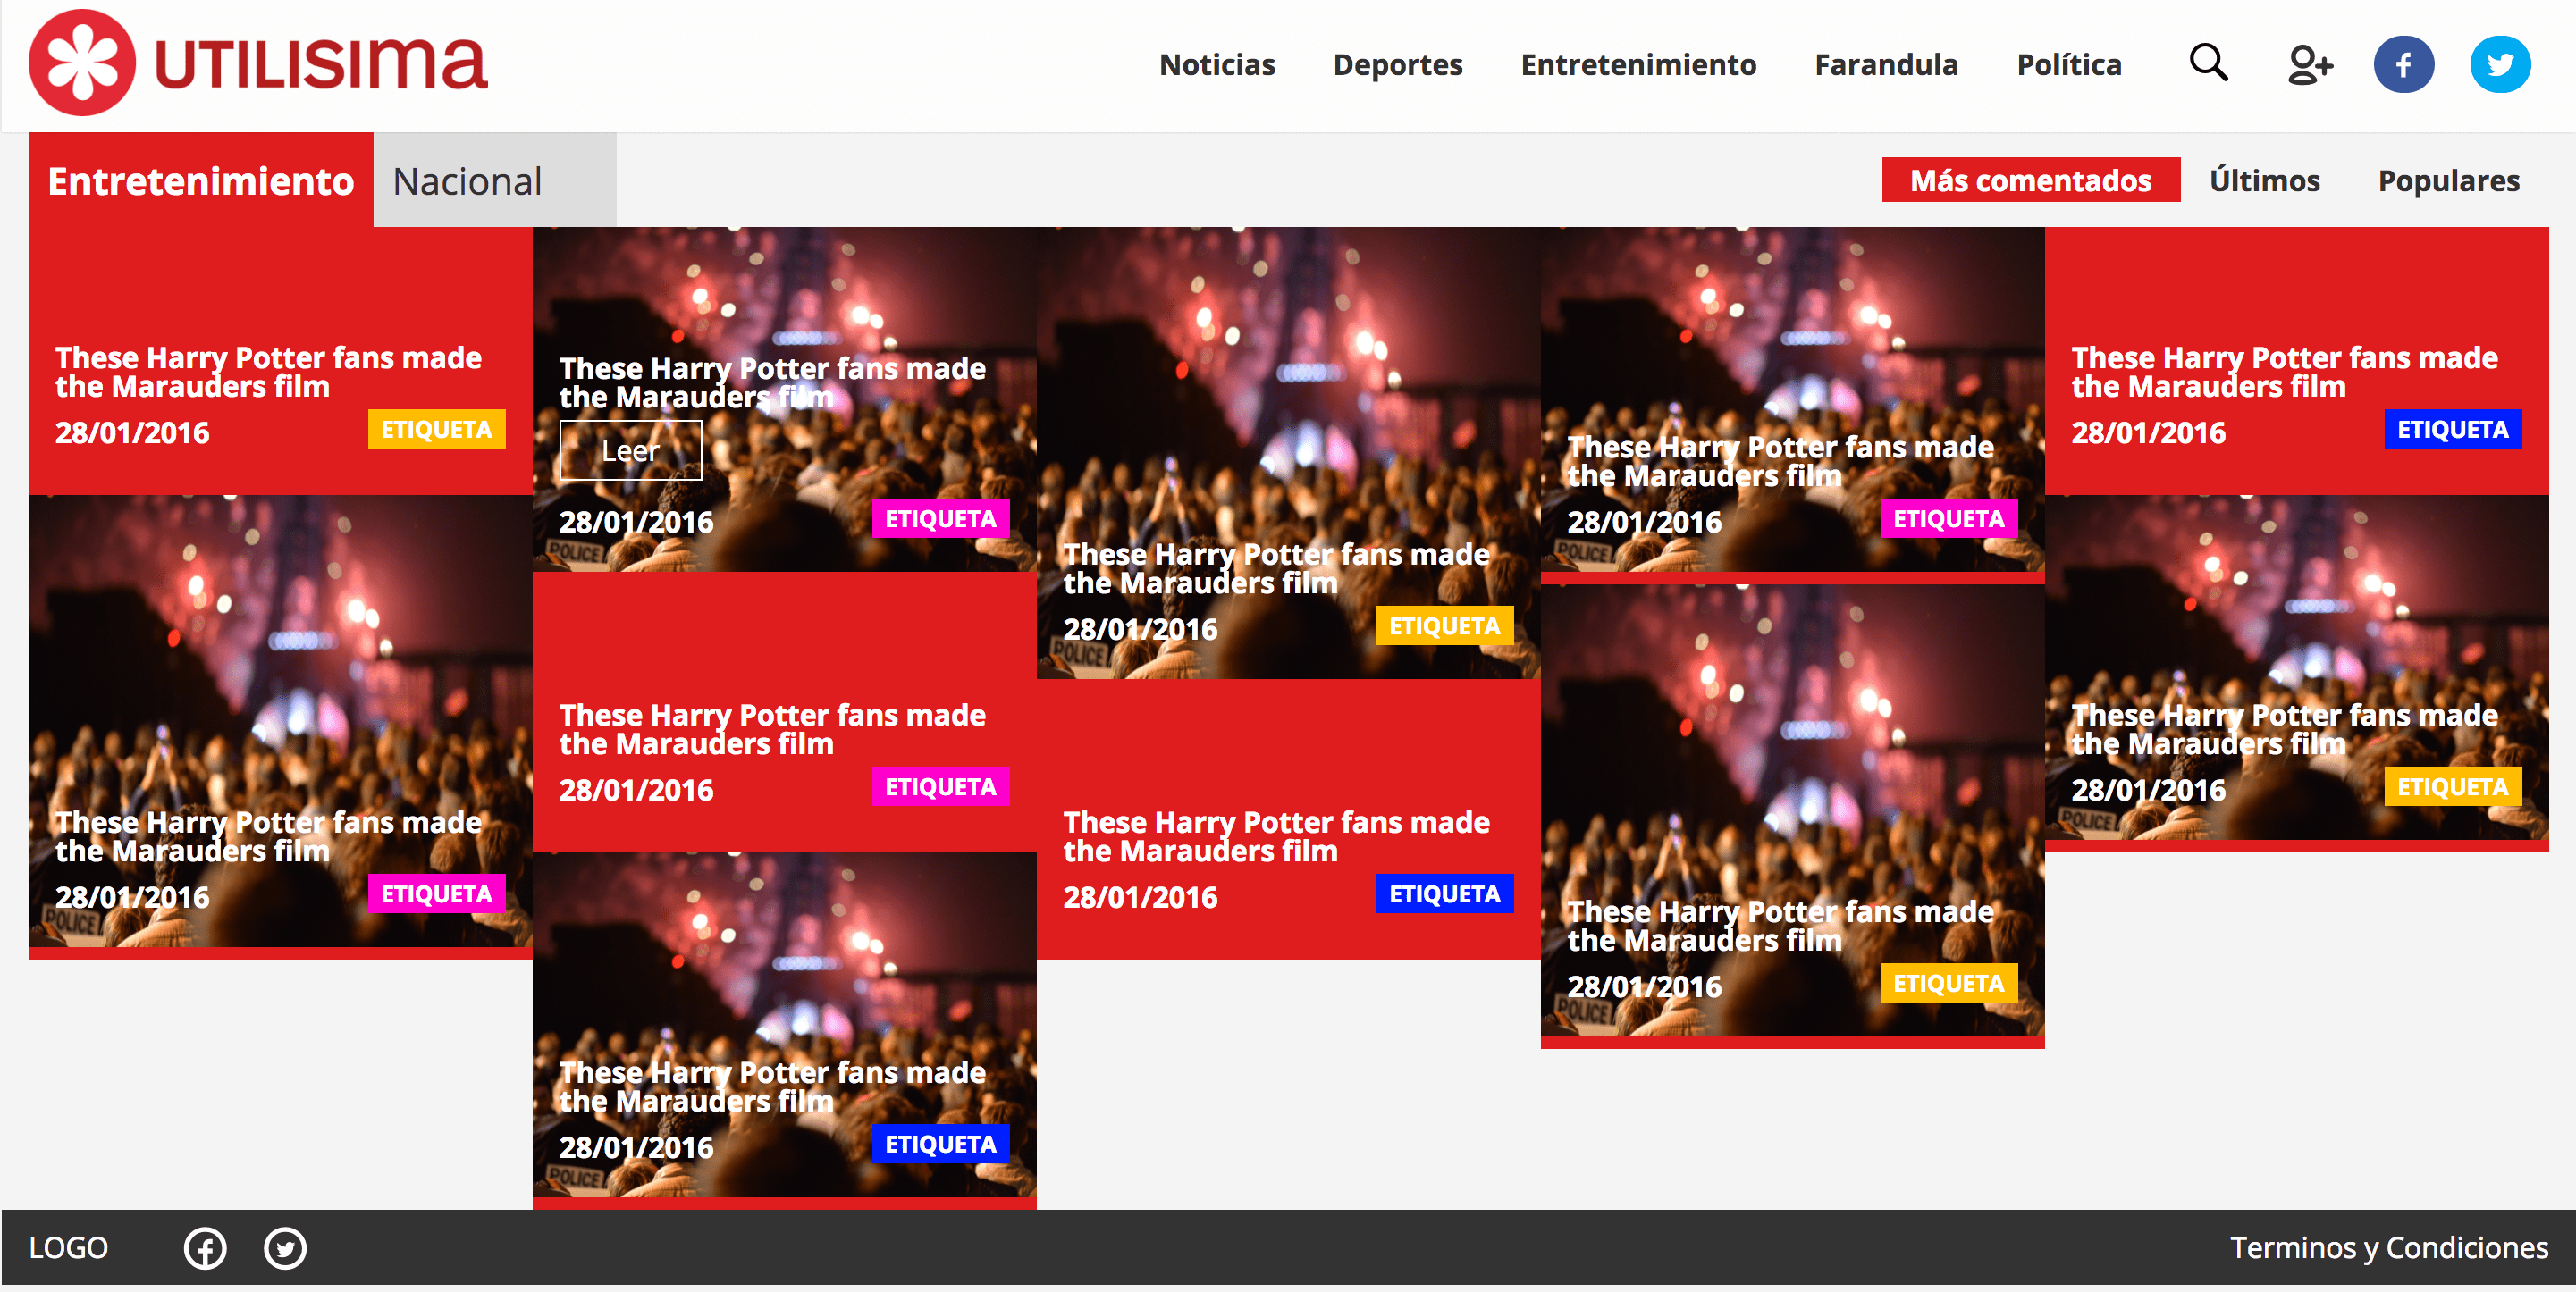 UTILISIMA
Noticias Deportes Entretenimiento Farandula Política
Entretenimiento Nacional
Más comentados Últimos Populares
These Harry Potter fans made
the Marauders film
28/01/2016 ETIQUETA
These Harry Potter fans made
the Marauders film
28/01/2016 ETIQUETA
POLICE
These Harry Potter fans made
the Marauders film
Leer
28/01/2016 ETIQUETA
POLICE
These Harry Potter fans made
the Marauders film
28/01/2016 ETIQUETA
These Harry Potter fans made
the Marauders film
28/01/2016 ETIQUETA
POLICE
These Harry Potter fans made
the Marauders film
28/01/2016 ETIQUETA
POLICE
These Harry Potter fans made
the Marauders film
28/01/2016 ETIQUETA
These Harry Potter fans made
the Marauders film
28/01/2016 ETIQUETA
POLICE
These Harry Potter fans made
the Marauders film
28/01/2016 ETIQUETA
POLICE
These Harry Potter fans made
the Marauders film
28/01/2016 ETIQUETA
These Harry Potter fans made
the Marauders film
28/01/2016 ETIQUETA
POLICE
LOGO
Terminos y Condiciones